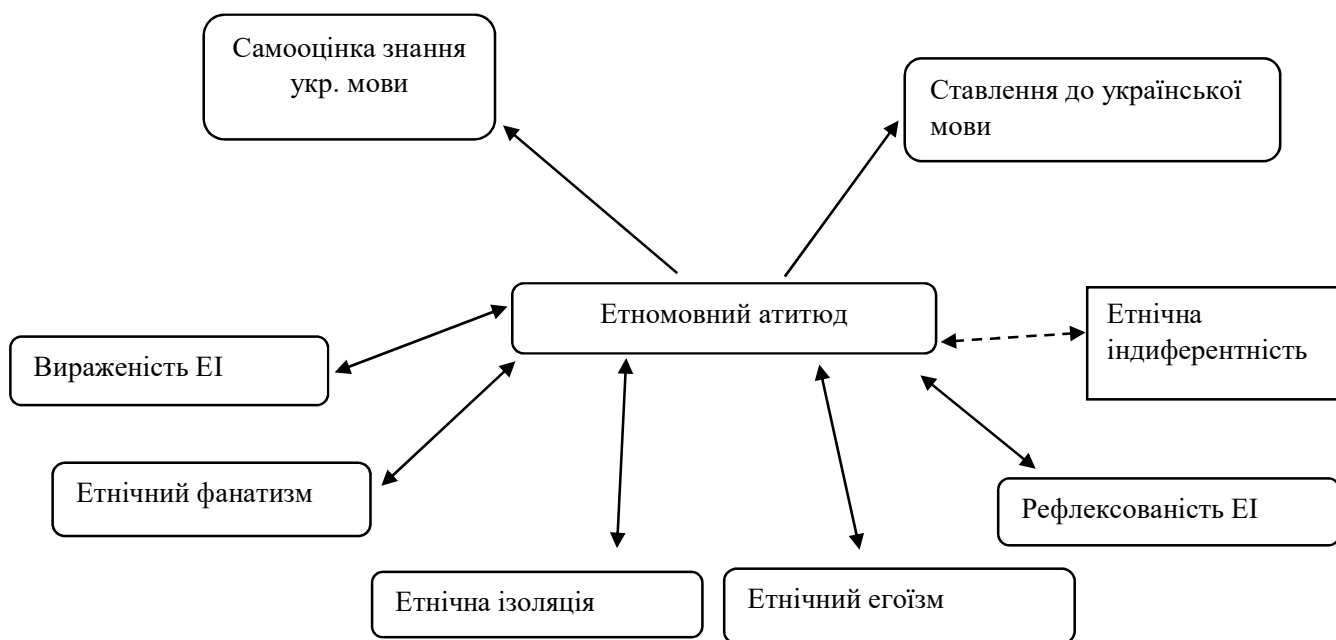 Самооцінка знання
укр. мови
Ставлення до української
мови
Етномовний атитюд
Етнічна
індиферентність
Вираженість ЕІ
Етнічний фанатизм
Рефлексованість ЕІ
Етнічна ізоляція
Етнічний егоїзм